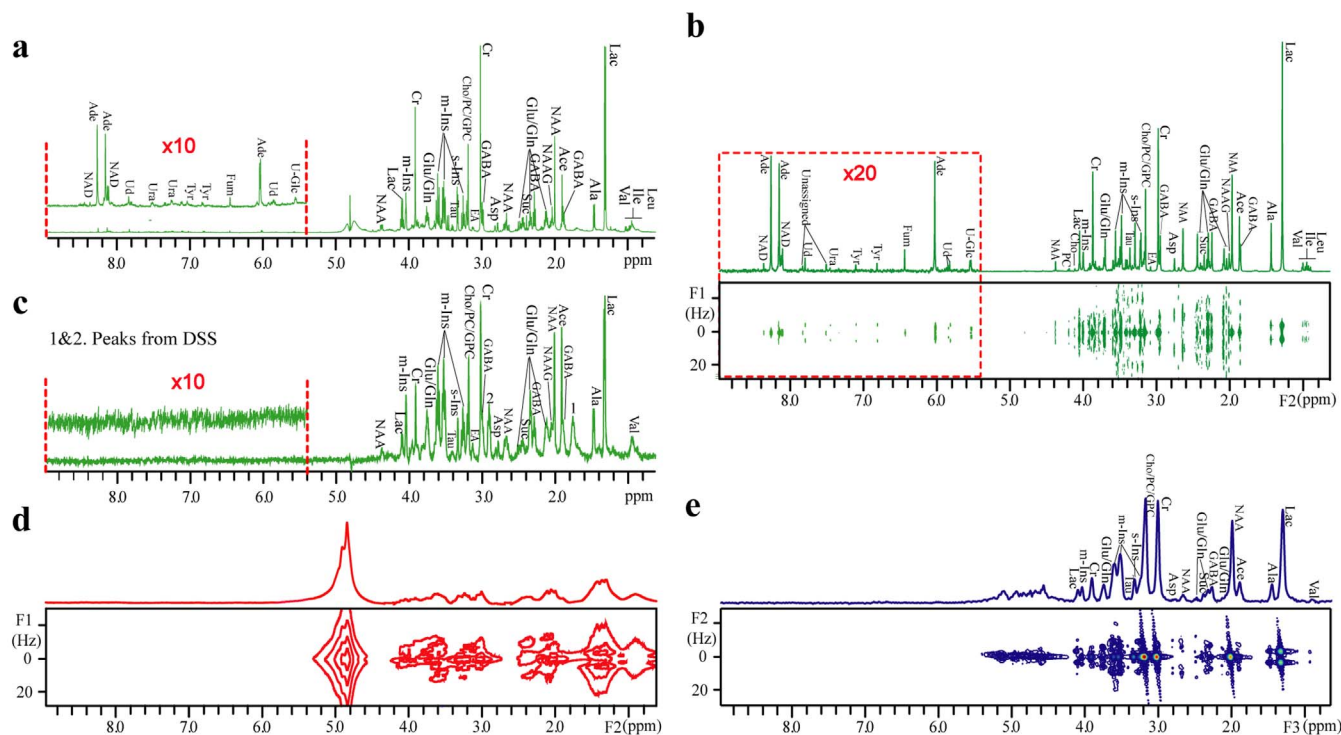 a
x10
Ade
Ade
NAD
NAD
Ud
Ura
Ura
Tyr
Tyr
Fum
Ade
Ud
U-Glc
NAA
Lac
m-Ins
Cr
Glu/Gln
m-Ins
s-Ins
Tau
Cho/PC/GPC
EA
Cr
GABA
Asp
NAA
Suc
Glu/Gln
GABA
NAAG
NAA
Ace
GABA
Ala
Lac
Val
Ile
Leu
8.0 7.0 6.0 5.0 4.0 3.0 2.0 ppm
b
x20
Ade
Ade
NAD
NAD
Unassigned
Ud
Ura
Tyr
Tyr
Fum
Ade
Ud
U-Glc
NAA
PC
Cho
Lac
m-Ins
Cr
Glu/Gln
m-Ins
s-Ins
Tau
Cho/PC/GPC
EA
Cr
GABA
Asp
NAA
Glu/Gln
Suc
GABA
NAAG
NAA
Ace
GABA
Ala
Lac
Val
Ile
Leu
F1
(Hz)
0
20
8.0 7.0 6.0 5.0 4.0 3.0 2.0 F2(ppm)
c
1&2. Peaks from DSS
x10
NAA
Lac
m-Ins
Cr
Glu/Gln
m-Ins
s-Ins
Tau
Cho/PC/GPC
EA
Cr
GABA
2
Asp
NAA
Suc
Glu/Gln
GABA
NAAG
NAA
Ace
GABA
1
Ala
Lac
Val
8.0 7.0 6.0 5.0 4.0 3.0 2.0 ppm
d
F1
(Hz)
0
20
8.0 7.0 6.0 5.0 4.0 3.0 2.0 F2(ppm)
e
Lac
m-Ins
Cr
Glu/Gln
m-Ins
s-Ins
Tau
Cho/PC/GPC
Cr
Asp
NAA
Glu/Gln
Suc
GABA
Glu/Gln
NAA
Ace
Ala
Lac
Val
F2
(Hz)
0
20
8.0 7.0 6.0 5.0 4.0 3.0 2.0 F3(ppm)